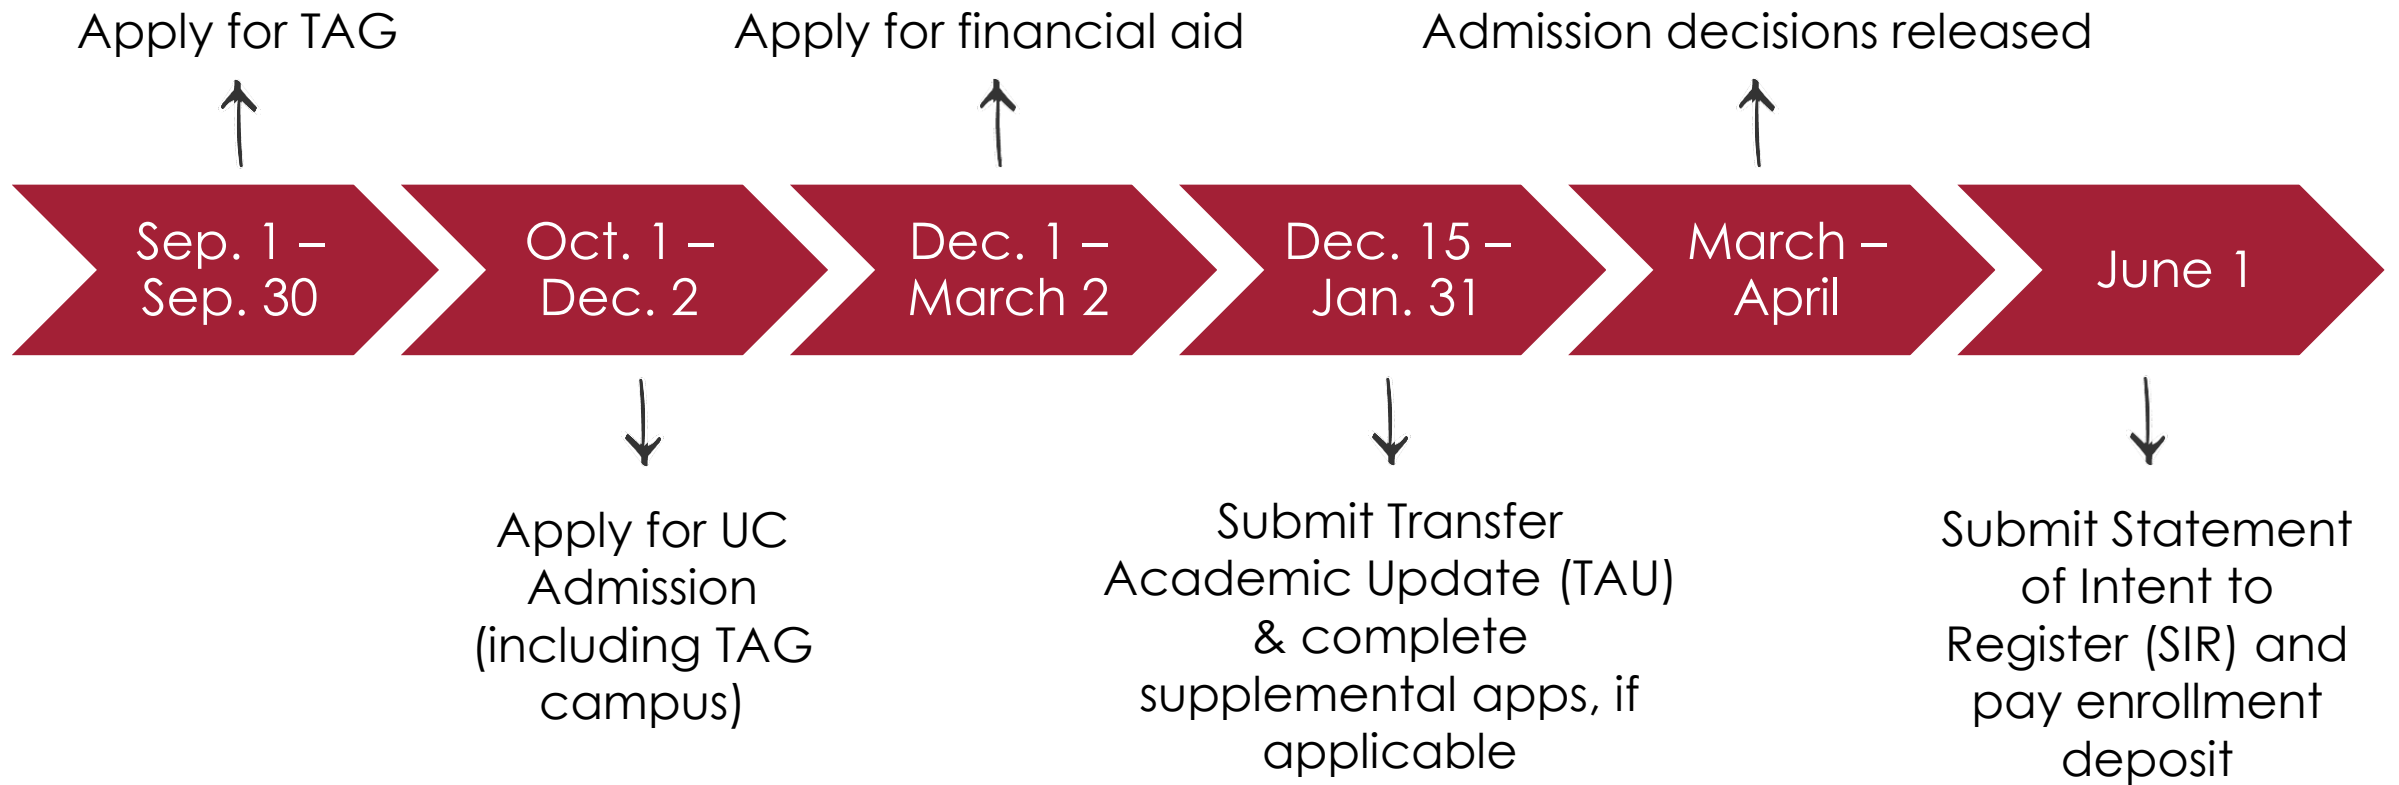 Apply for TAG
Apply for financial aid
Admission decisions released
Sep. 1 –
Sep. 30
Oct. 1 –
Dec. 2
Dec. 1 –
March 2
Dec. 15 –
Jan. 31
March –
April
June 1
Apply for UC
Admission
(including TAG
campus)
Submit Transfer
Academic Update (TAU)
& complete
supplemental apps, if
applicable
Submit Statement
of Intent to
Register (SIR) and
pay enrollment
deposit